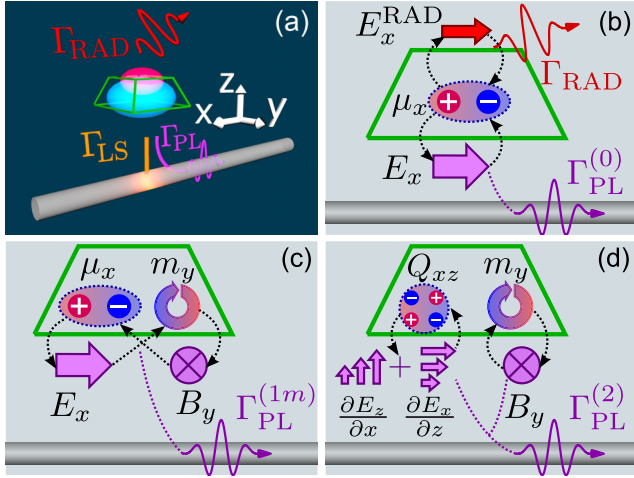 (a)
Γ_RAD
z
x y
Γ_LS Γ_PL
(b)
E_x^RAD
Γ_RAD
μ_x + −
E_x
Γ_PL^(0)
(c)
μ_x m_y
+ −
E_x B_y
Γ_PL^(1m)
(d)
Q_xz m_y
− +
+ −
+
∂E_z/∂x ∂E_x/∂z B_y
Γ_PL^(2)